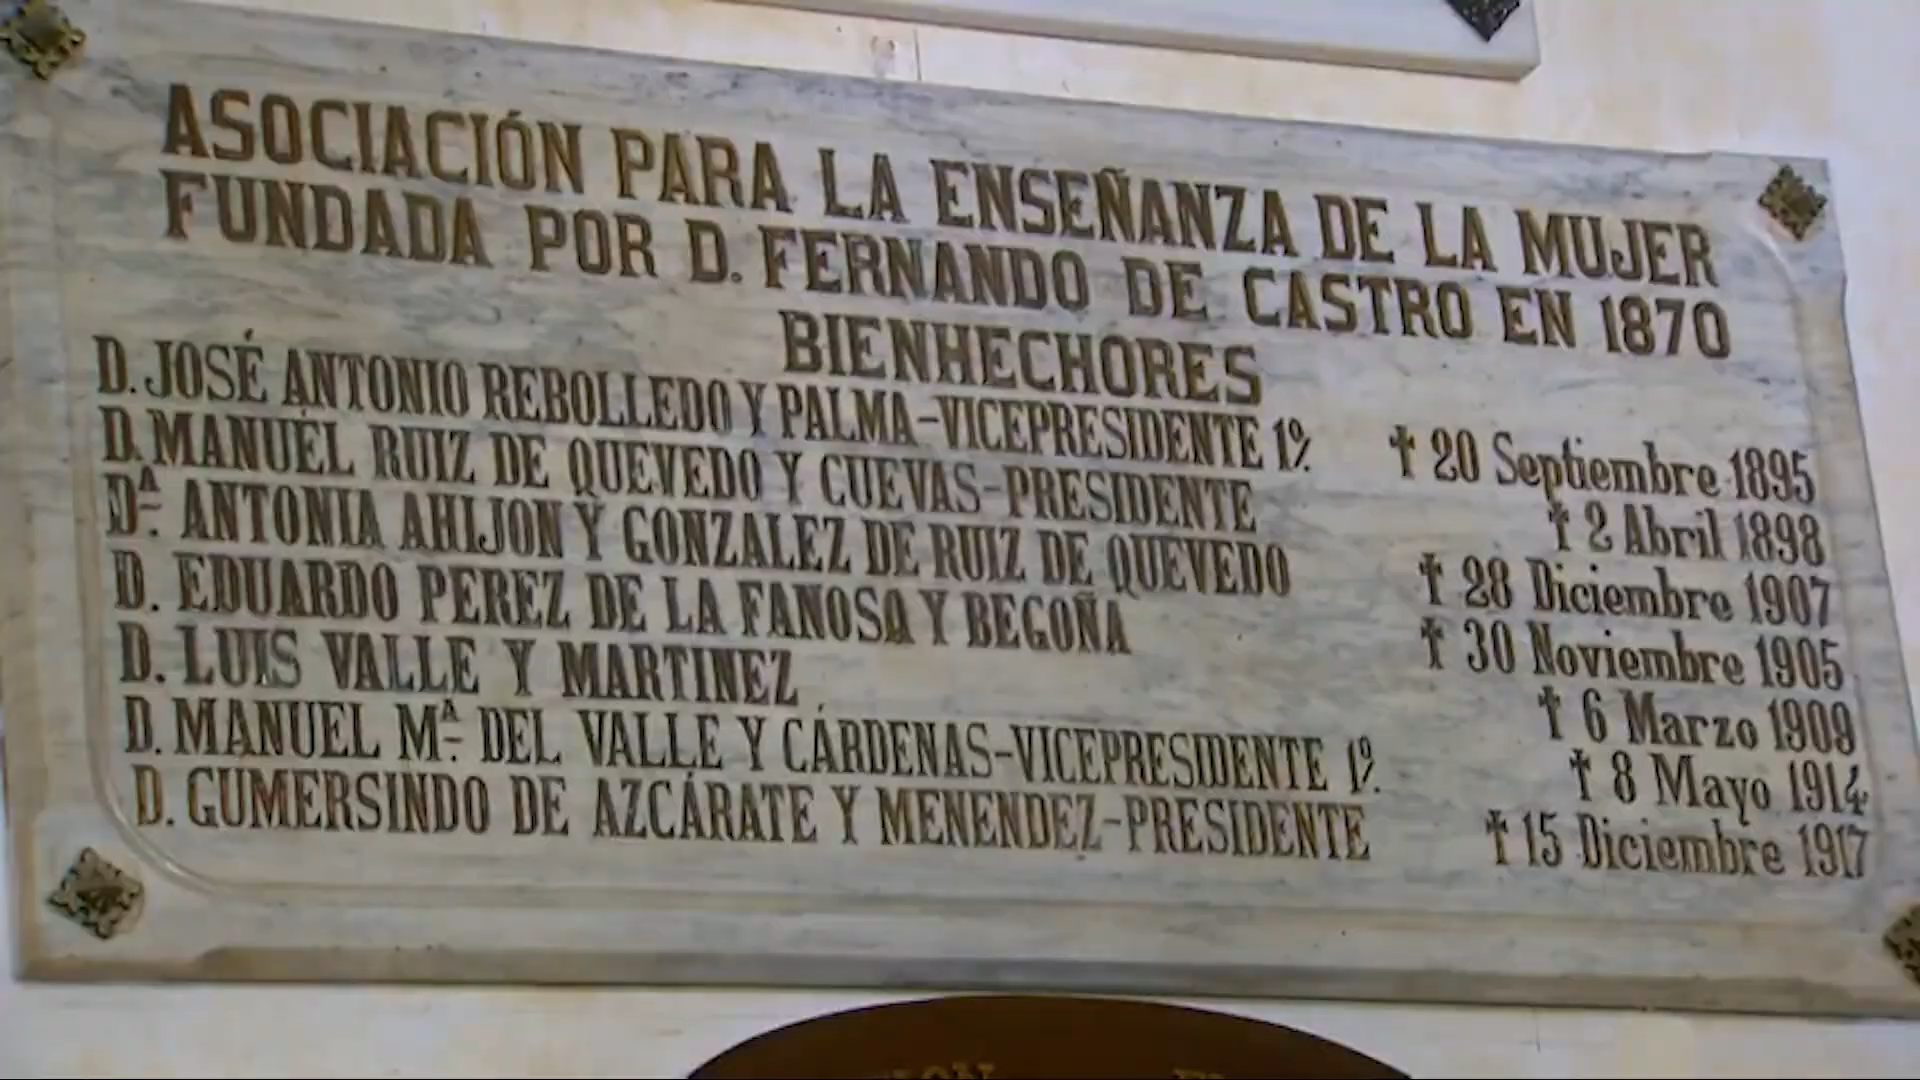 ASOCIACIÓN PARA LA ENSEÑANZA DE LA MUJER
FUNDADA POR D. FERNANDO DE CASTRO EN 1870
BIENHECHORES
D. JOSÉ ANTONIO REBOLLEDO Y PALMA-VICEPRESIDENTE 1º. † 20 Septiembre 1895
D. MANUEL RUIZ DE QUEVEDO Y CUEVAS-PRESIDENTE † 2 Abril 1898
Dª. ANTONIA AHIJON Y GONZALEZ DE RUIZ DE QUEVEDO † 28 Diciembre 1907
D. EDUARDO PEREZ DE LA FANOSA Y BEGOÑA † 30 Noviembre 1905
D. LUIS VALLE Y MARTINEZ † 6 Marzo 1909
D. MANUEL Mª. DEL VALLE Y CÁRDENAS-VICEPRESIDENTE 1º. † 8 Mayo 1914
D. GUMERSINDO DE AZCÁRATE Y MENENDEZ-PRESIDENTE † 15 Diciembre 1917